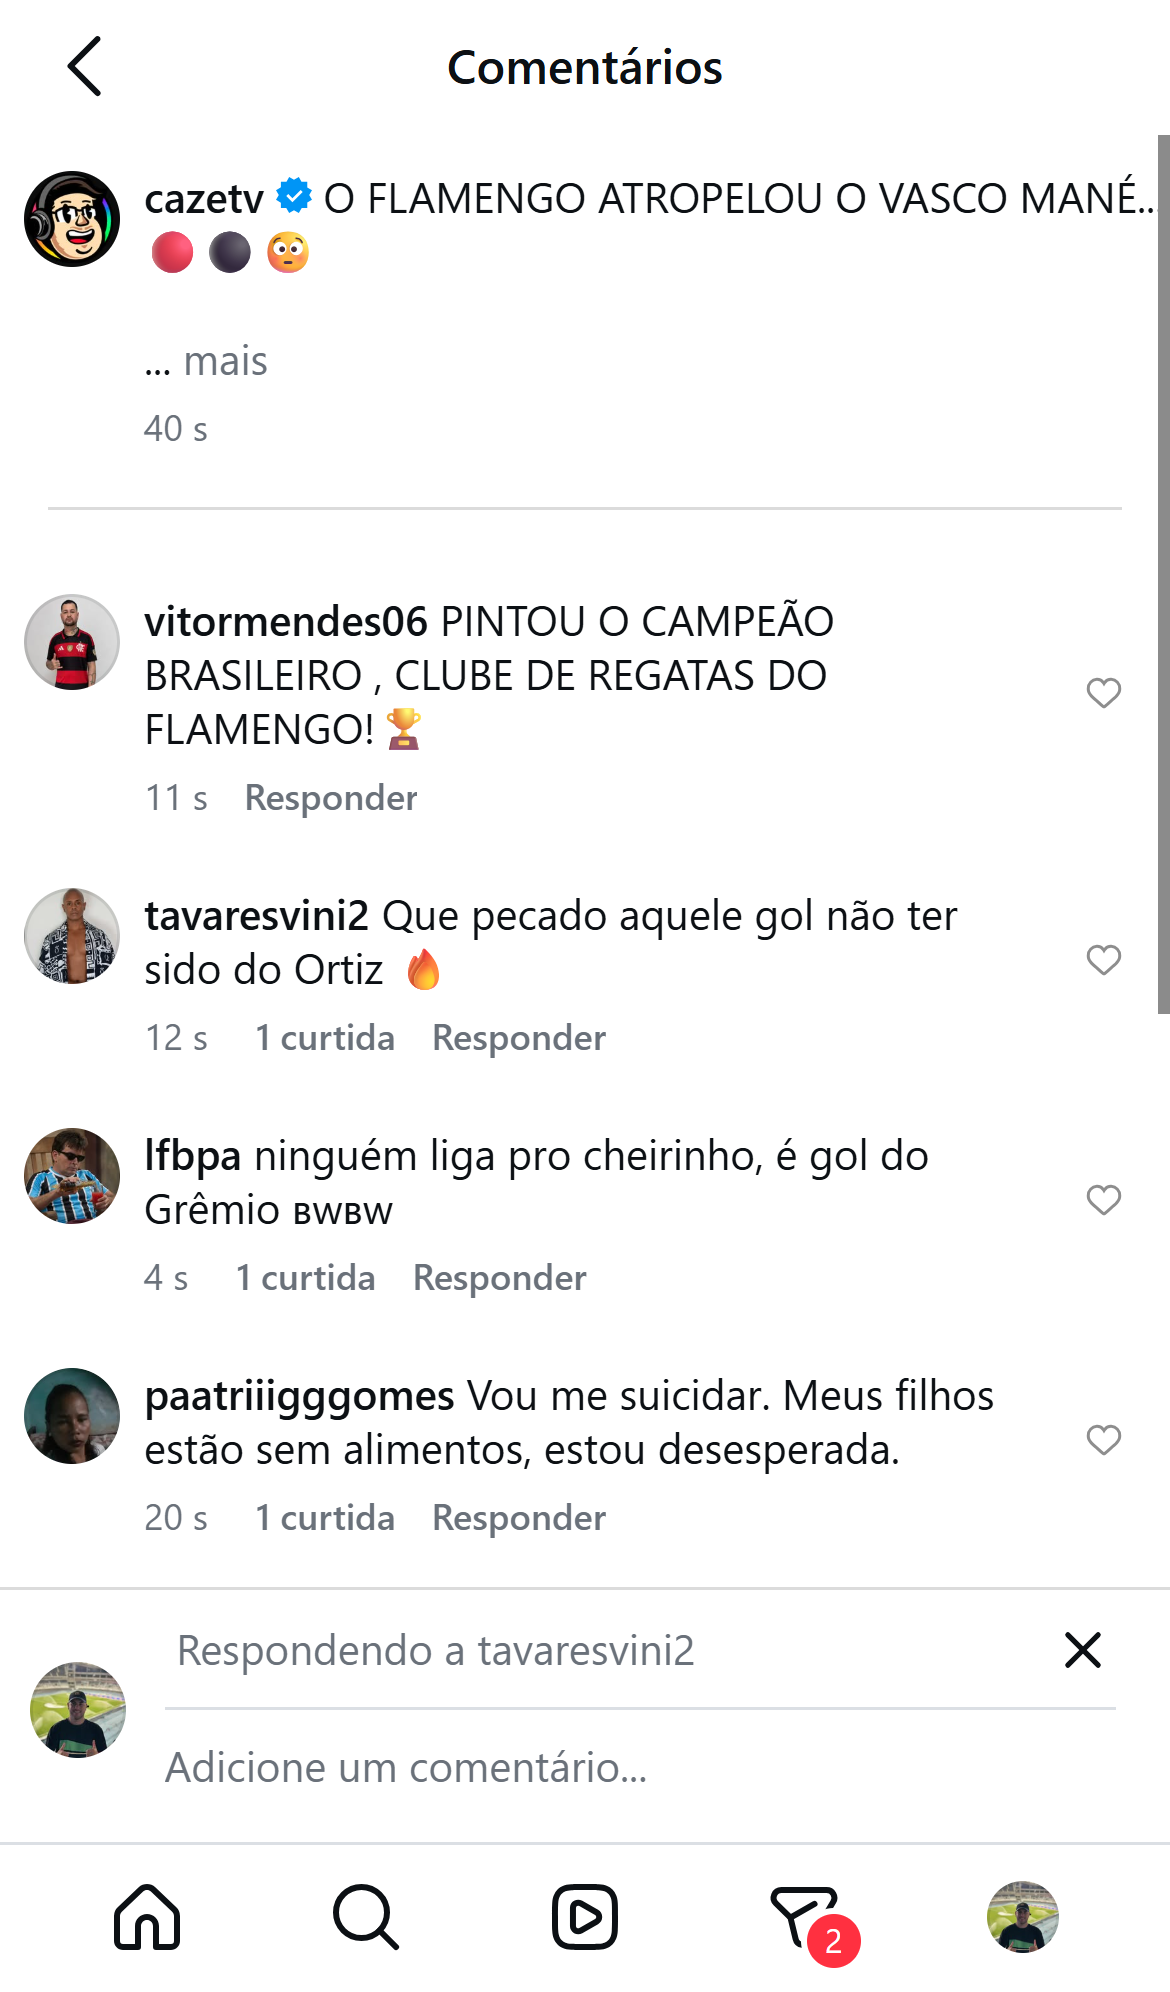 Comentários
cazetv O FLAMENGO ATROPELOU O VASCO MANÉ...
🔴 ⚫ 😳
... mais
40 s
vitormendes06 PINTOU O CAMPEÃO
BRASILEIRO , CLUBE DE REGATAS DO
FLAMENGO! 🏆
11 s Responder
tavaresvini2 Que pecado aquele gol não ter
sido do Ortiz 🔥
12 s 1 curtida Responder
lfbpa ninguém liga pro cheirinho, é gol do
Grêmio ʙᴡʙᴡ
4 s 1 curtida Responder
paatriiigggomes Vou me suicidar. Meus filhos
estão sem alimentos, estou desesperada.
20 s 1 curtida Responder
Respondendo a tavaresvini2
Adicione um comentário...
2